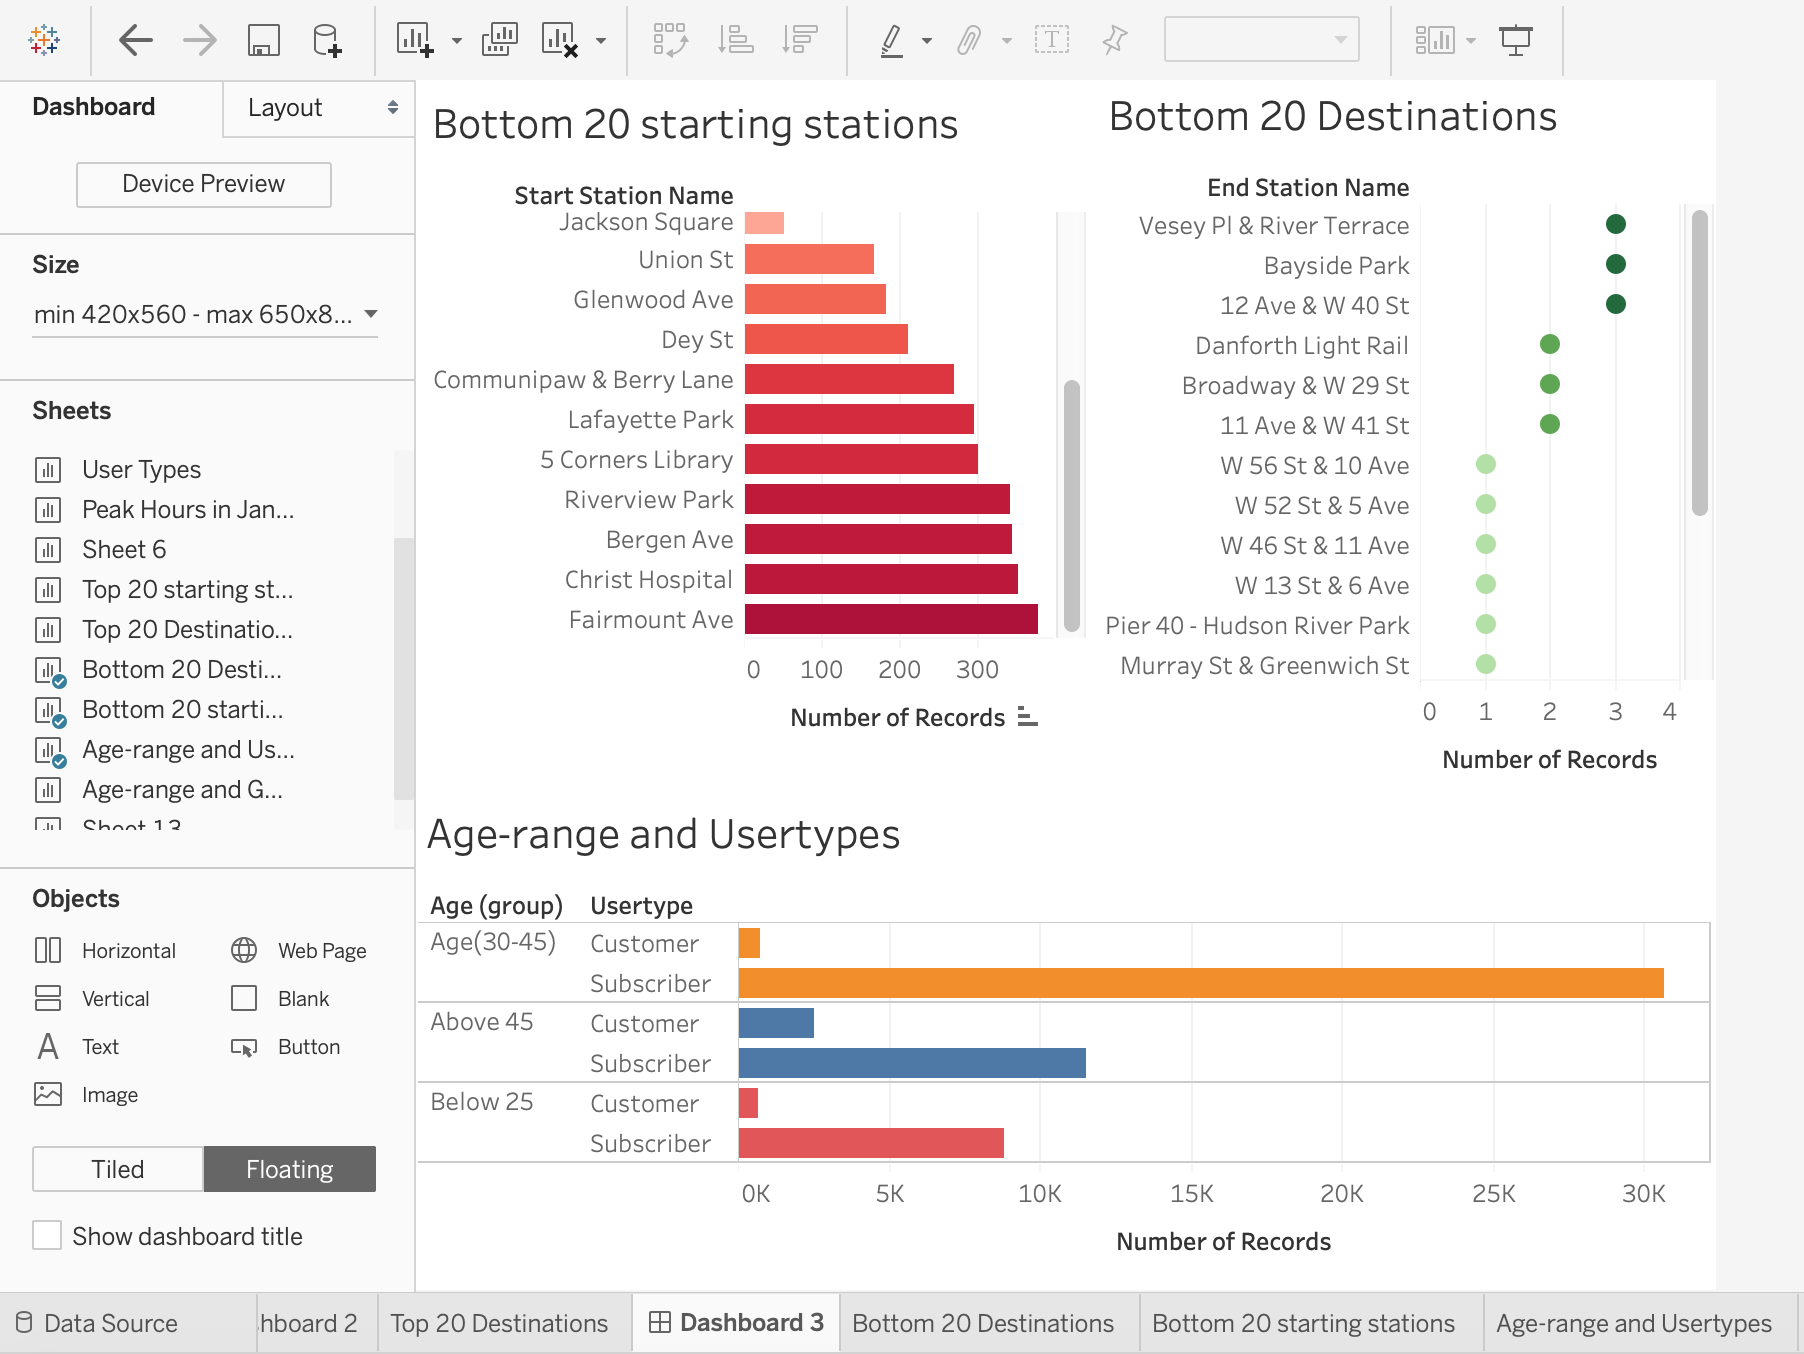 Dashboard
Layout
Device Preview
Size
min 420x560 - max 650x8...
Sheets
User Types
Peak Hours in Jan...
Sheet 6
Top 20 starting st...
Top 20 Destinatio...
Bottom 20 Desti...
Bottom 20 starti...
Age-range and Us...
Age-range and G...
Sheet 13
Objects
Horizontal
Web Page
Vertical
Blank
A Text
Button
Image
Tiled
Floating
Show dashboard title
Bottom 20 starting stations
Start Station Name
Jackson Square
Union St
Glenwood Ave
Dey St
Communipaw & Berry Lane
Lafayette Park
5 Corners Library
Riverview Park
Bergen Ave
Christ Hospital
Fairmount Ave
0 100 200 300
Number of Records
Bottom 20 Destinations
End Station Name
Vesey Pl & River Terrace
Bayside Park
12 Ave & W 40 St
Danforth Light Rail
Broadway & W 29 St
11 Ave & W 41 St
W 56 St & 10 Ave
W 52 St & 5 Ave
W 46 St & 11 Ave
W 13 St & 6 Ave
Pier 40 - Hudson River Park
Murray St & Greenwich St
0 1 2 3 4
Number of Records
Age-range and Usertypes
Age (group) Usertype
Age(30-45) Customer
Subscriber
Above 45 Customer
Subscriber
Below 25 Customer
Subscriber
0K 5K 10K 15K 20K 25K 30K
Number of Records
Data Source
hboard 2
Top 20 Destinations
Dashboard 3
Bottom 20 Destinations
Bottom 20 starting stations
Age-range and Usertypes